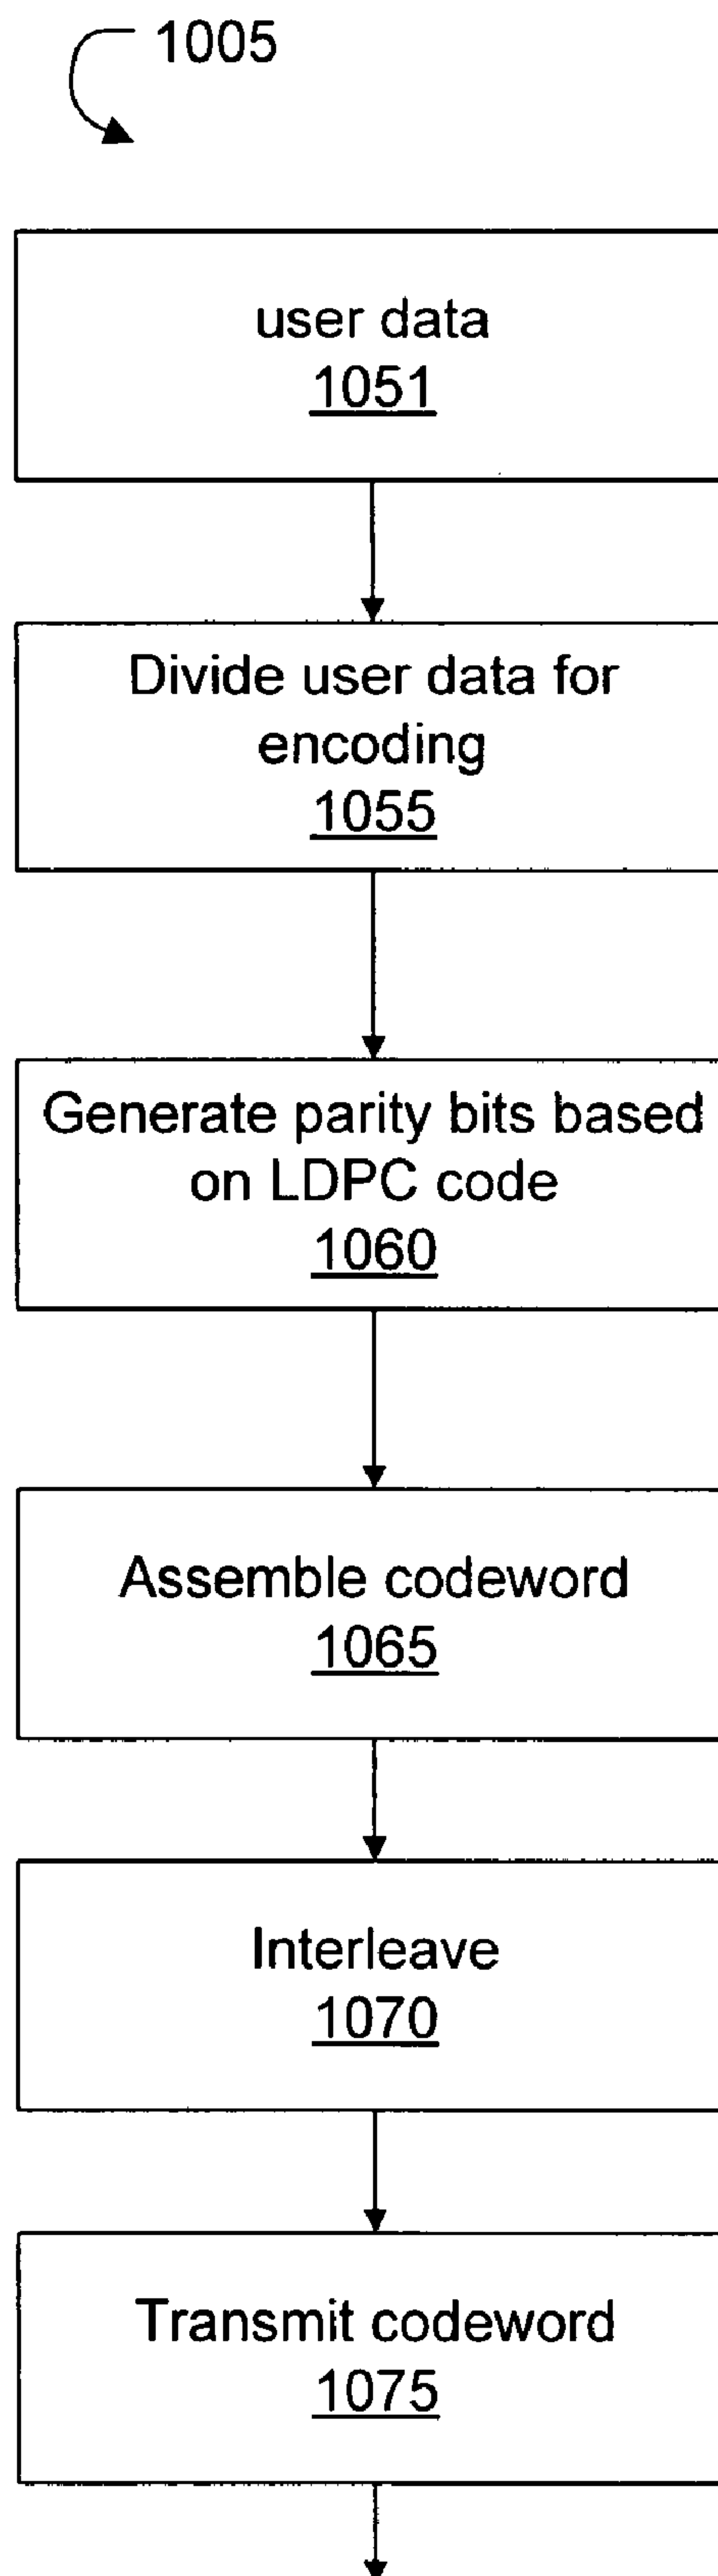 1005
user data
1051
Divide user data for
encoding
1055
Generate parity bits based
on LDPC code
1060
Assemble codeword
1065
Interleave
1070
Transmit codeword
1075